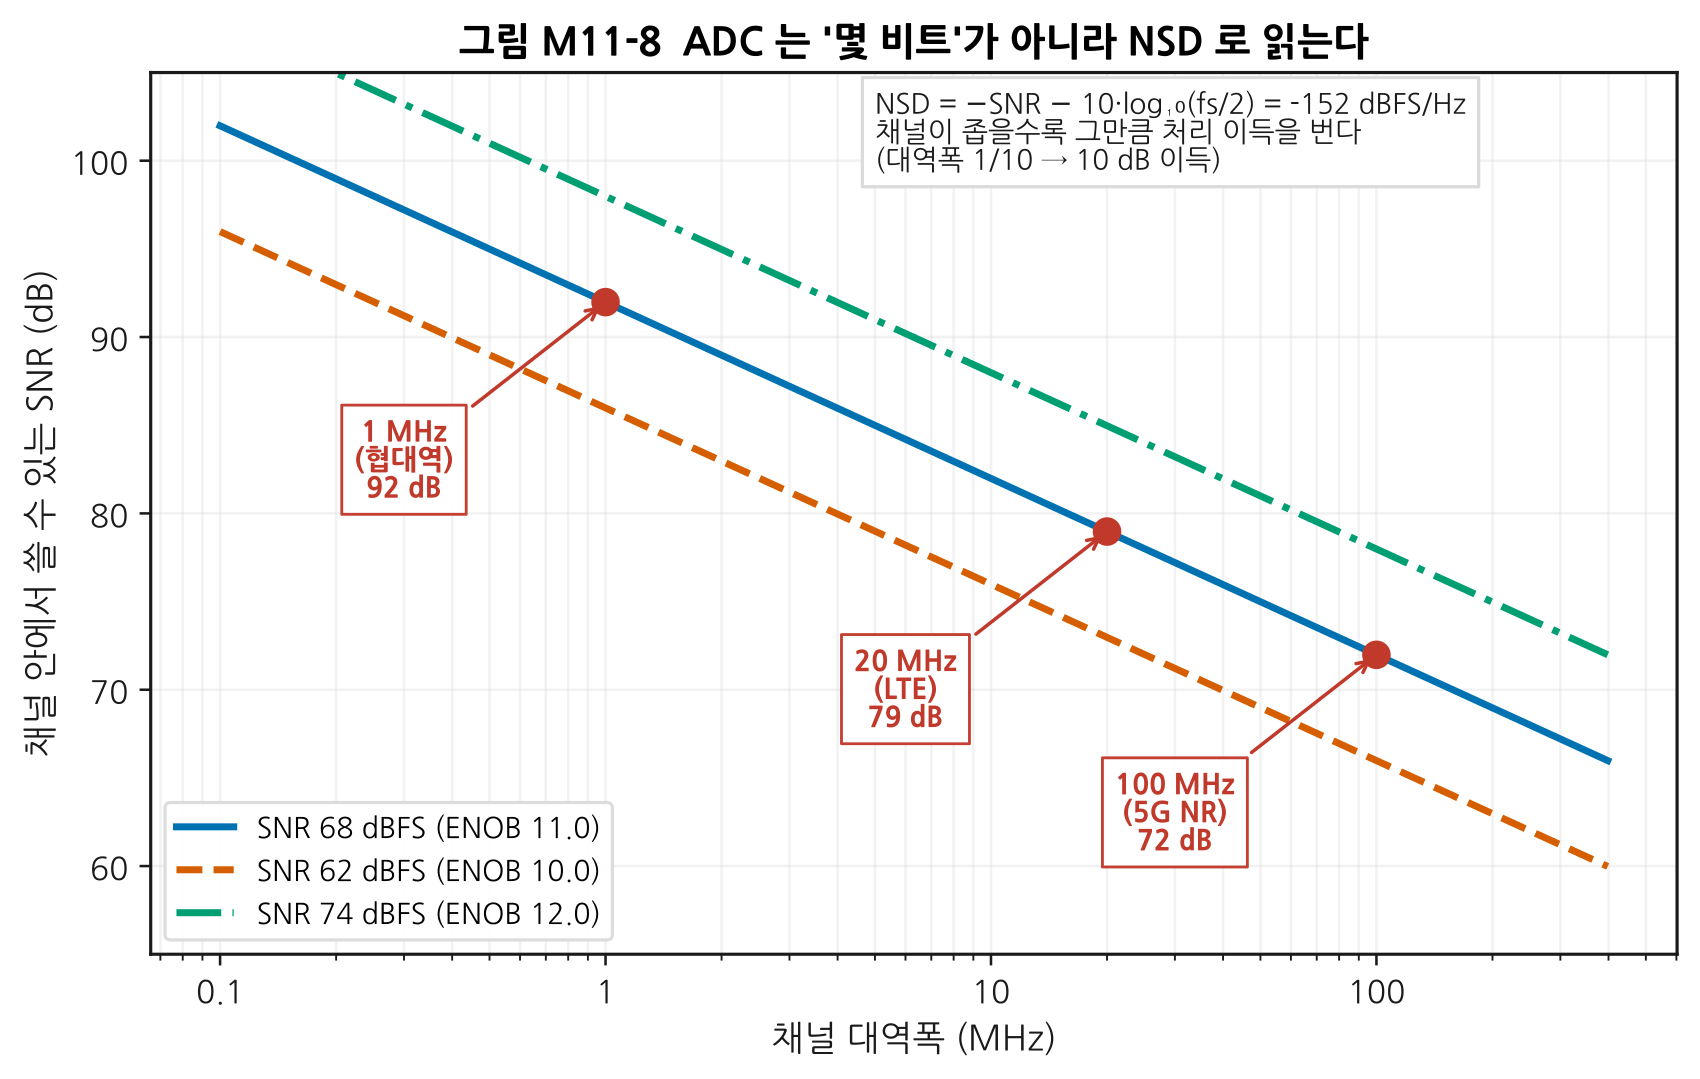 그림 M11-8 ADC 는 '몇 비트'가 아니라 NSD 로 읽는다
NSD = −SNR − 10·log₁₀(fs/2) = -152 dBFS/Hz
채널이 좁을수록 그만큼 처리 이득을 번다
(대역폭 1/10 → 10 dB 이득)
채널 안에서 쓸 수 있는 SNR (dB)
100
90
80
70
60
1 MHz
(협대역)
92 dB
20 MHz
(LTE)
79 dB
100 MHz
(5G NR)
72 dB
SNR 68 dBFS (ENOB 11.0)
SNR 62 dBFS (ENOB 10.0)
SNR 74 dBFS (ENOB 12.0)
0.1
1
10
100
채널 대역폭 (MHz)